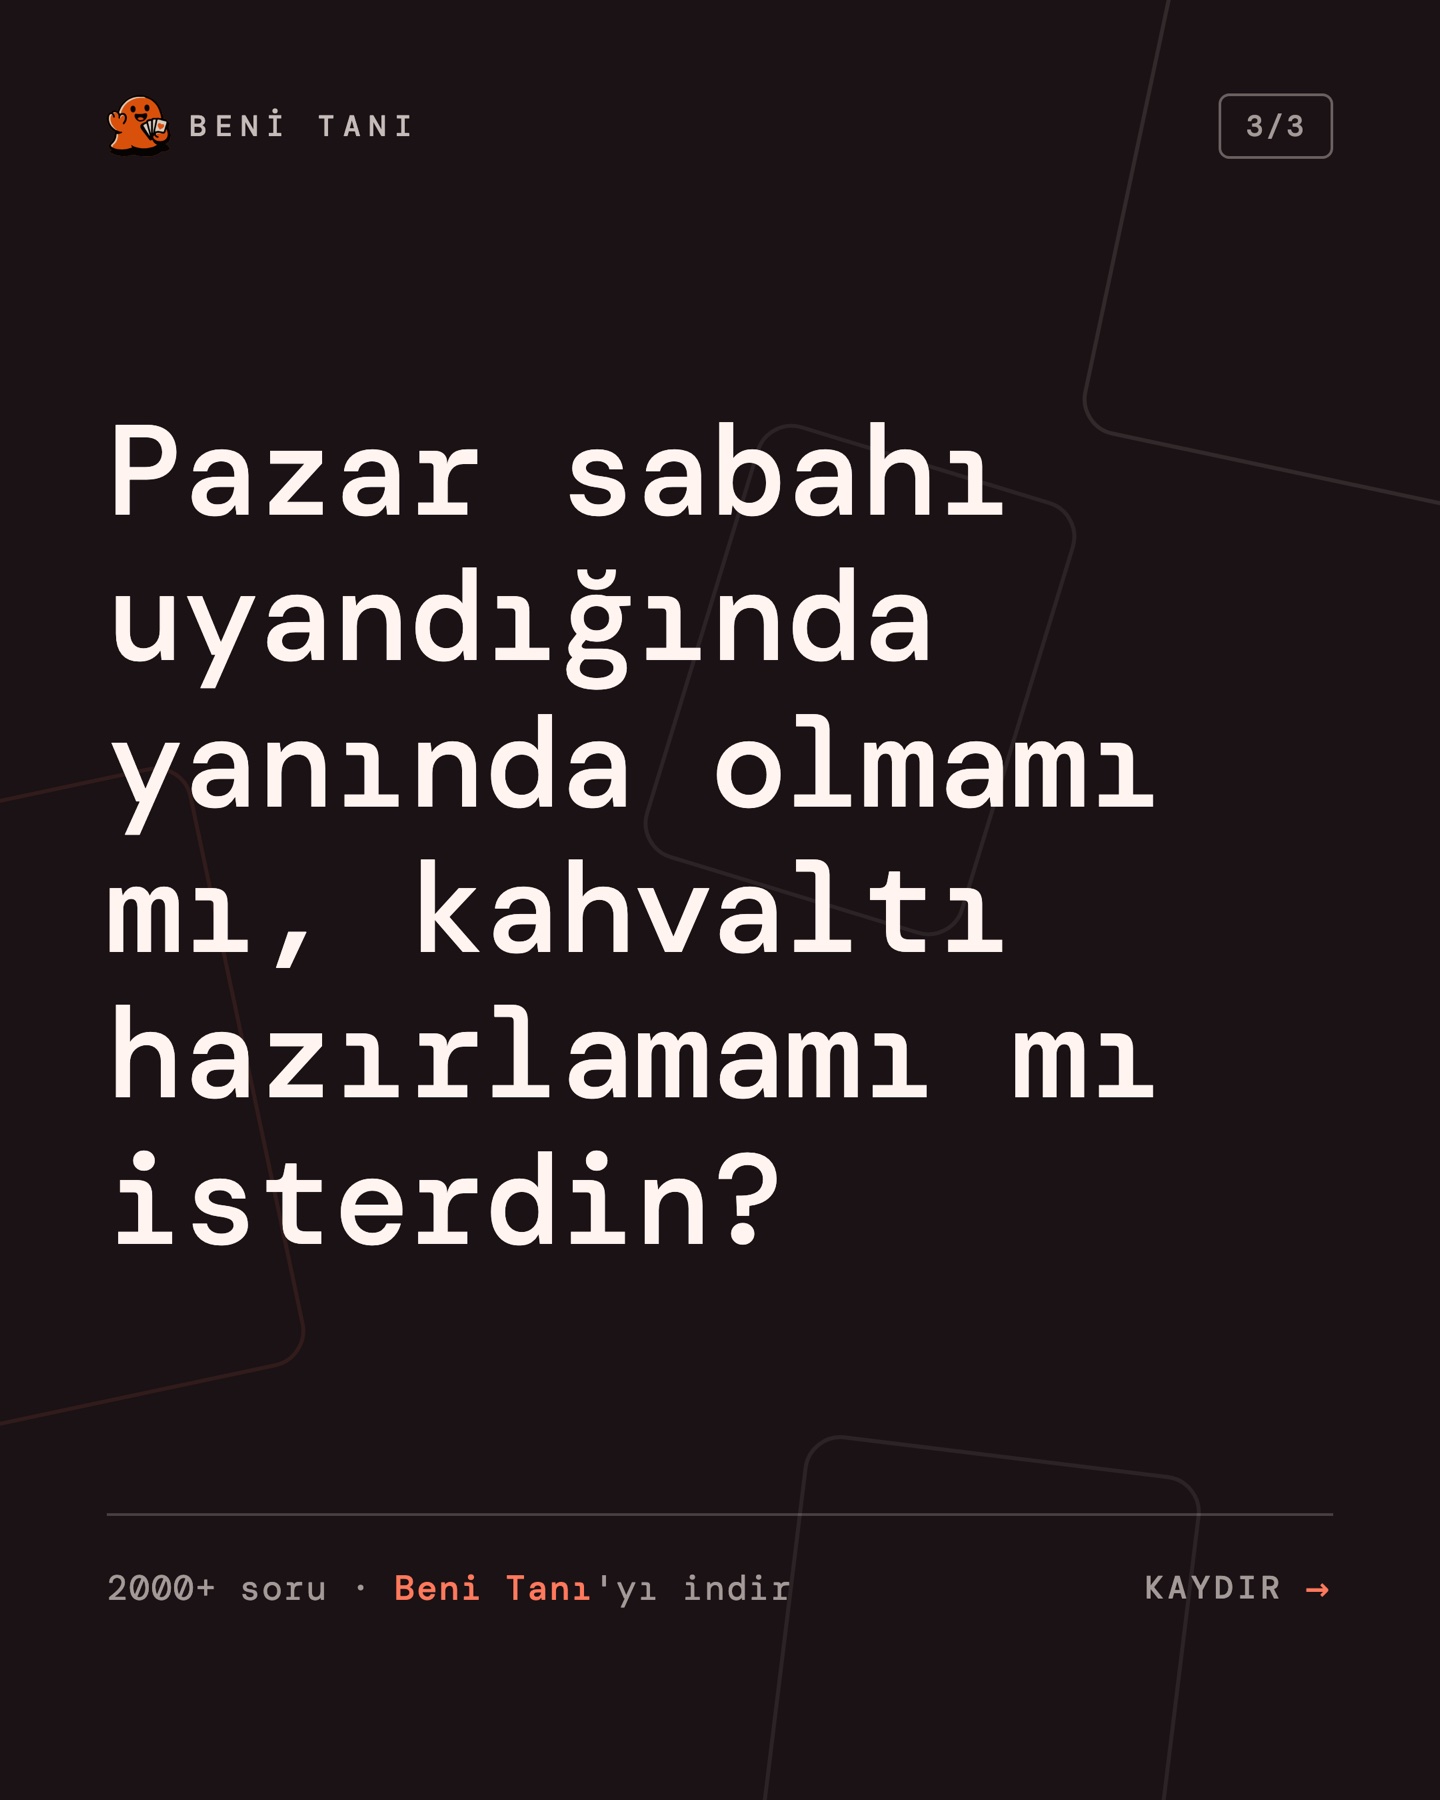 BENİ TANI
3/3
Pazar sabahı
uyandığında
yanında olmamı
mı, kahvaltı
hazırlamamı mı
isterdin?
2000+ soru · Beni Tanı'yı indir
KAYDIR →